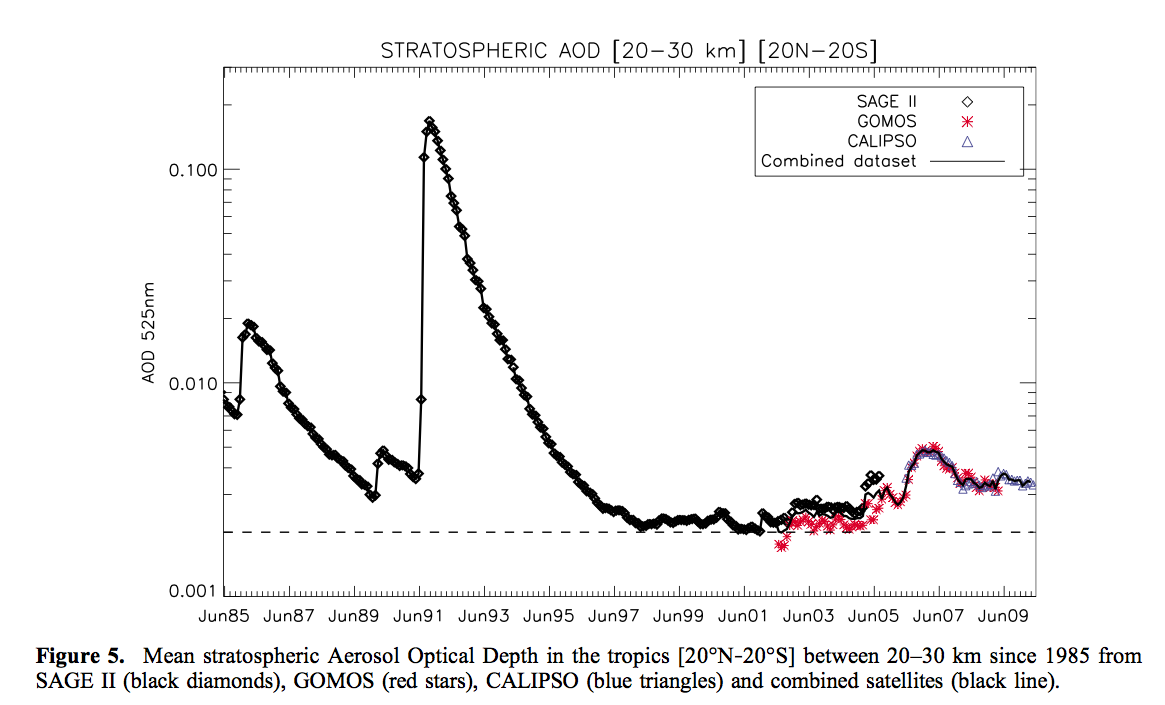 STRATOSPHERIC AOD [20−30 km] [20N−20S]
SAGE II
GOMOS
CALIPSO
Combined dataset
AOD 525nm
0.100
0.010
0.001
Jun85 Jun87 Jun89 Jun91 Jun93 Jun95 Jun97 Jun99 Jun01 Jun03 Jun05 Jun07 Jun09
Figure 5. Mean stratospheric Aerosol Optical Depth in the tropics [20°N-20°S] between 20–30 km since 1985 from
SAGE II (black diamonds), GOMOS (red stars), CALIPSO (blue triangles) and combined satellites (black line).